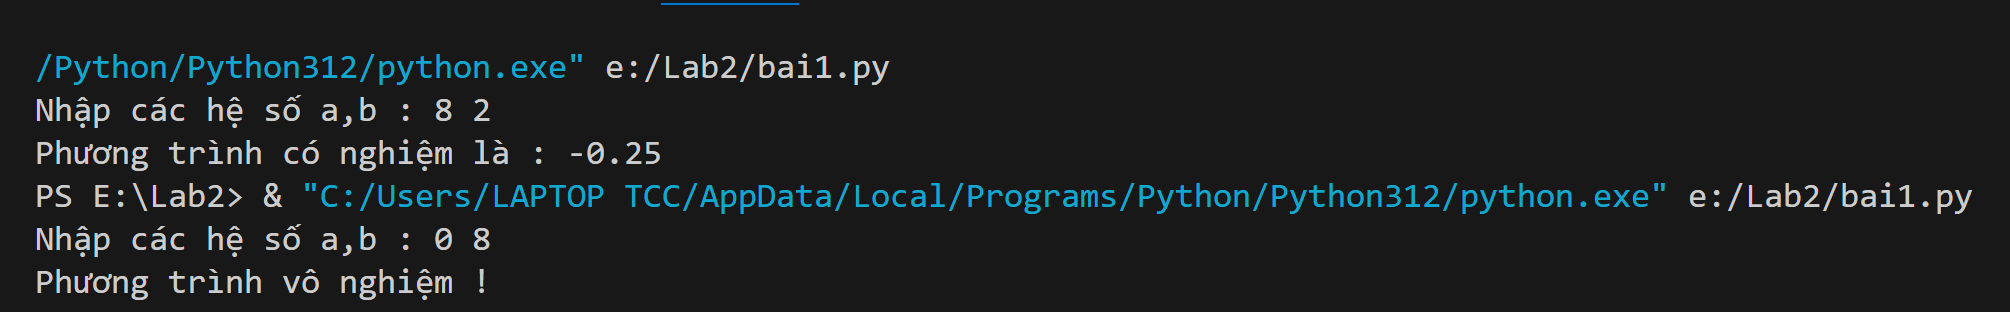 /Python/Python312/python.exe" e:/Lab2/bai1.py
Nhập các hệ số a,b : 8 2
Phương trình có nghiệm là : -0.25
PS E:\Lab2> & "C:/Users/LAPTOP TCC/AppData/Local/Programs/Python/Python312/python.exe" e:/Lab2/bai1.py
Nhập các hệ số a,b : 0 8
Phương trình vô nghiệm !